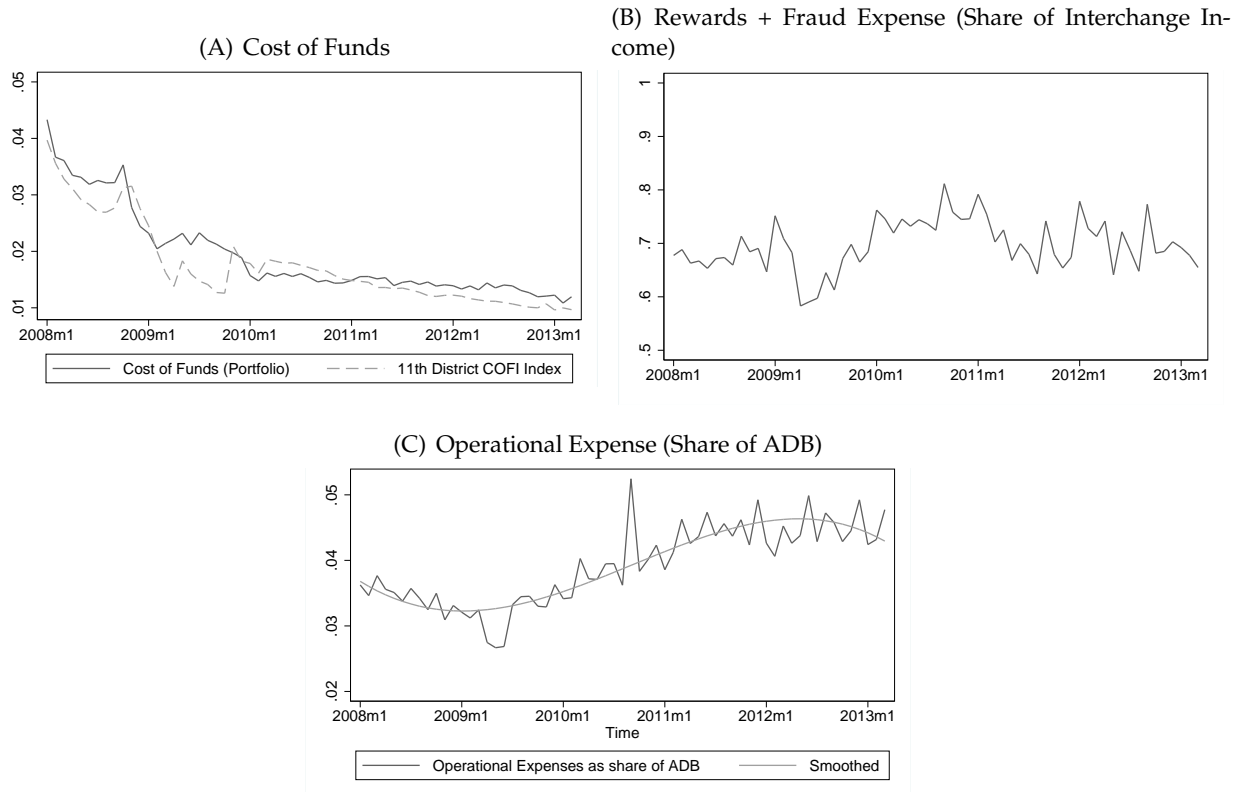 (A) Cost of Funds
.05
.04
.03
.02
.01
2008m1 2009m1 2010m1 2011m1 2012m1 2013m1
Cost of Funds (Portfolio) 11th District COFI Index
(B) Rewards + Fraud Expense (Share of Interchange In-
come)
1
.9
.8
.7
.6
.5
2008m1 2009m1 2010m1 2011m1 2012m1 2013m1
(C) Operational Expense (Share of ADB)
.05
.04
.03
.02
2008m1 2009m1 2010m1 2011m1 2012m1 2013m1
Time
Operational Expenses as share of ADB Smoothed